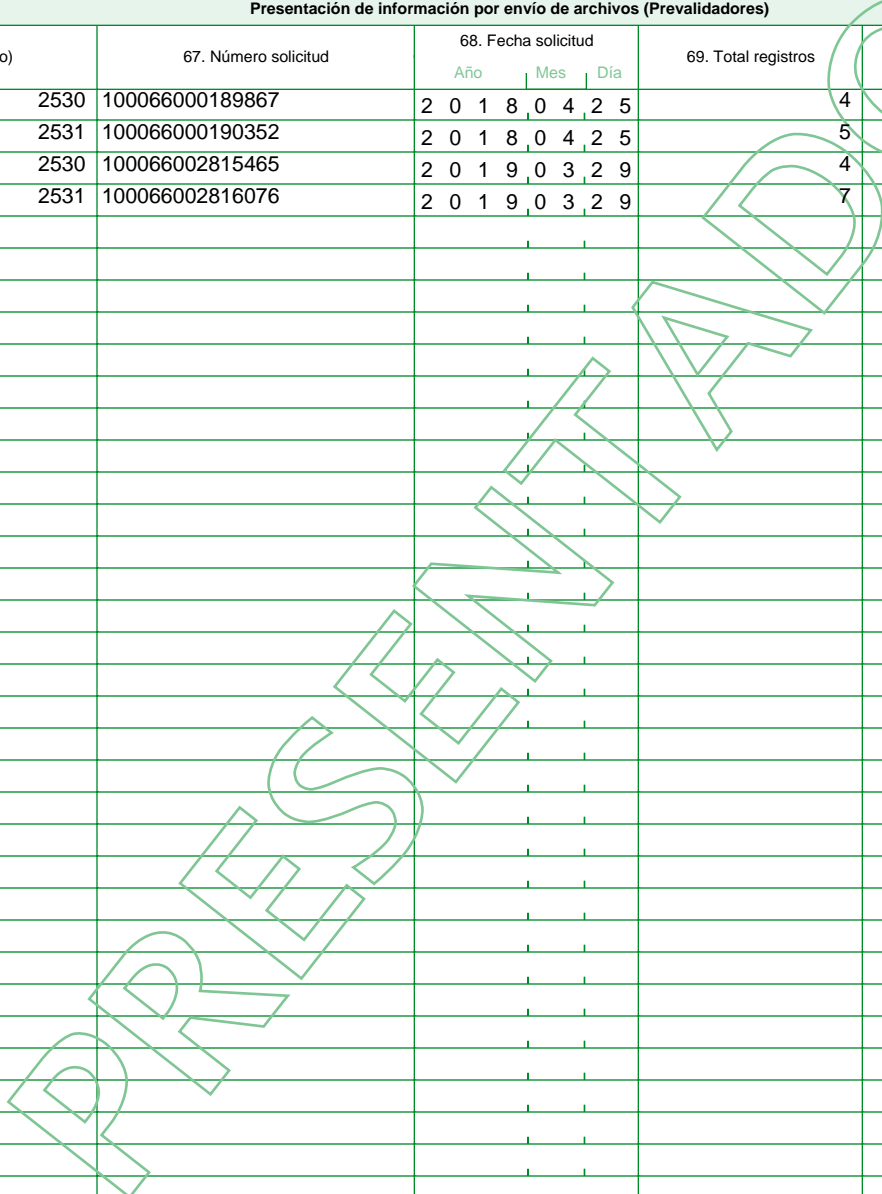 Presentación de información por envío de archivos (Prevalidadores)
o) 67. Número solicitud 68. Fecha solicitud 69. Total registros
Año Mes Día
2530 100066000189867 2 0 1 8 0 4 2 5 4
2531 100066000190352 2 0 1 8 0 4 2 5 5
2530 100066002815465 2 0 1 9 0 3 2 9 4
2531 100066002816076 2 0 1 9 0 3 2 9 7
PRESENTADO